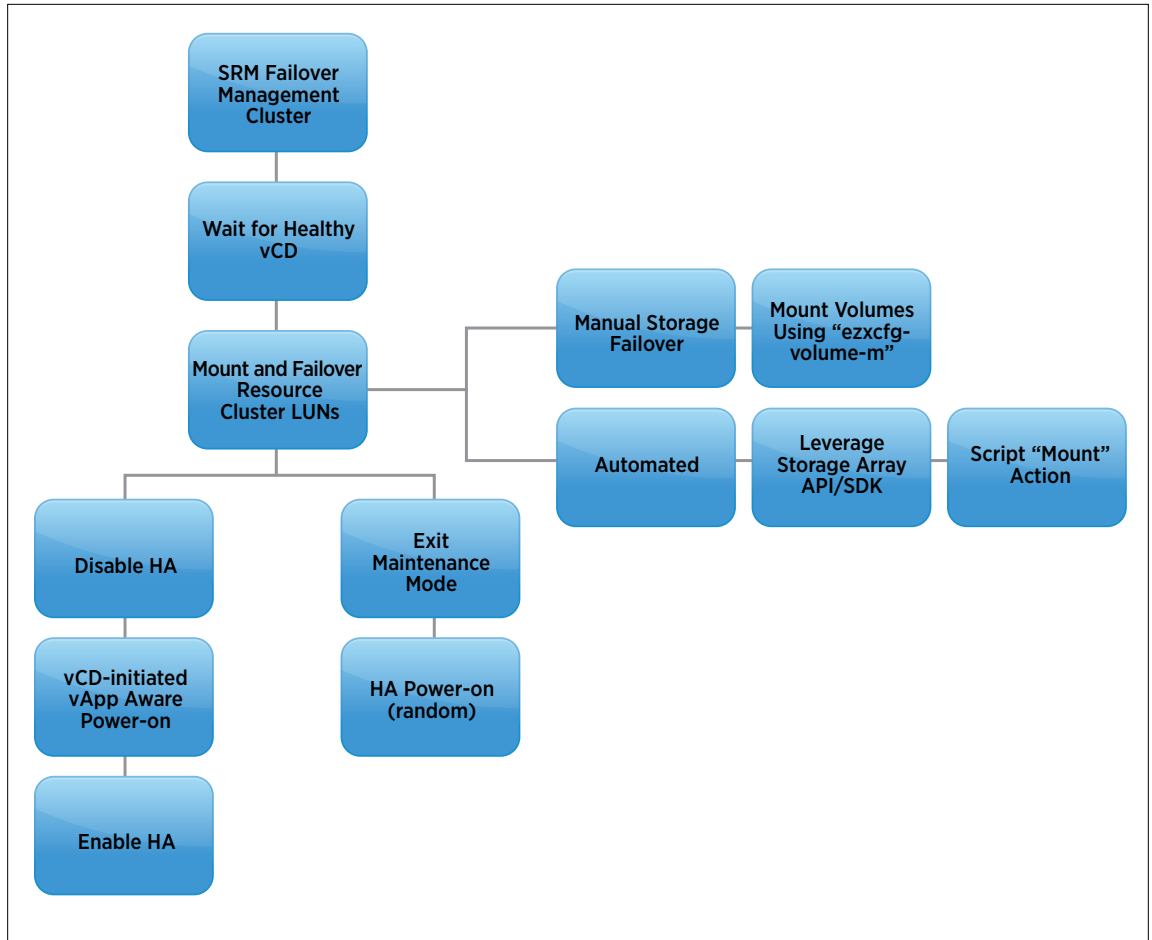 SRM Failover
Management
Cluster
Wait for Healthy
vCD
Mount and Failover
Resource
Cluster LUNs
Manual Storage
Failover
Mount Volumes
Using “ezxcfg-
volume-m”
Automated
Leverage
Storage Array
API/SDK
Script “Mount”
Action
Disable HA
Exit
Maintenance
Mode
vCD-initiated
vApp Aware
Power-on
HA Power-on
(random)
Enable HA